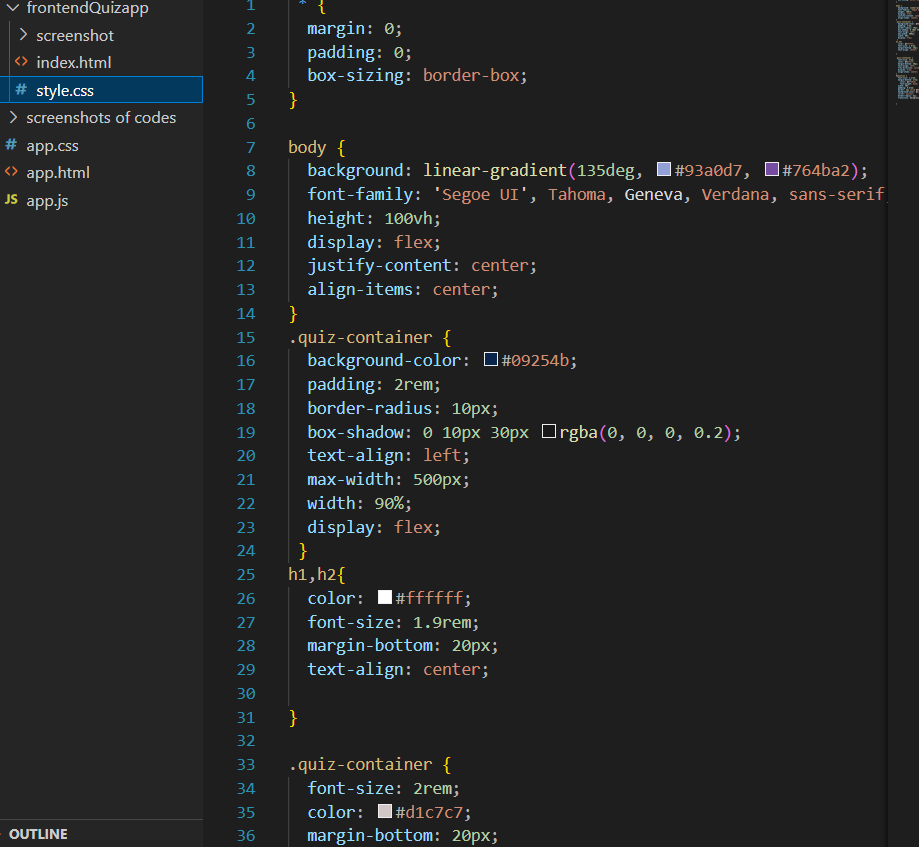 frontendQuizapp
screenshot
index.html
# style.css
screenshots of codes
# app.css
app.html
JS app.js
OUTLINE
1 * {
2 margin: 0;
3 padding: 0;
4 box-sizing: border-box;
5 }
6
7 body {
8 background: linear-gradient(135deg, #93a0d7, #764ba2);
9 font-family: 'Segoe UI', Tahoma, Geneva, Verdana, sans-serif
10 height: 100vh;
11 display: flex;
12 justify-content: center;
13 align-items: center;
14 }
15 .quiz-container {
16 background-color: #09254b;
17 padding: 2rem;
18 border-radius: 10px;
19 box-shadow: 0 10px 30px rgba(0, 0, 0, 0.2);
20 text-align: left;
21 max-width: 500px;
22 width: 90%;
23 display: flex;
24 }
25 h1,h2{
26 color: #ffffff;
27 font-size: 1.9rem;
28 margin-bottom: 20px;
29 text-align: center;
30
31 }
32
33 .quiz-container {
34 font-size: 2rem;
35 color: #d1c7c7;
36 margin-bottom: 20px;